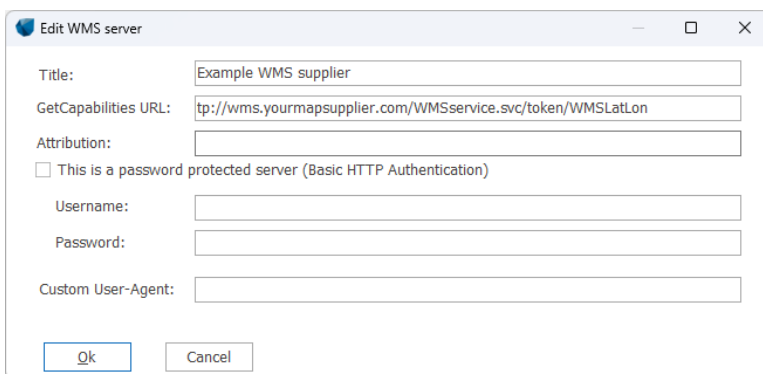 Edit WMS server
Title: Example WMS supplier
GetCapabilities URL: tp://wms.yourmapsupplier.com/WMSservice.svc/token/WMSLatLon
Attribution:
This is a password protected server (Basic HTTP Authentication)
Username:
Password:
Custom User-Agent:
Ok Cancel